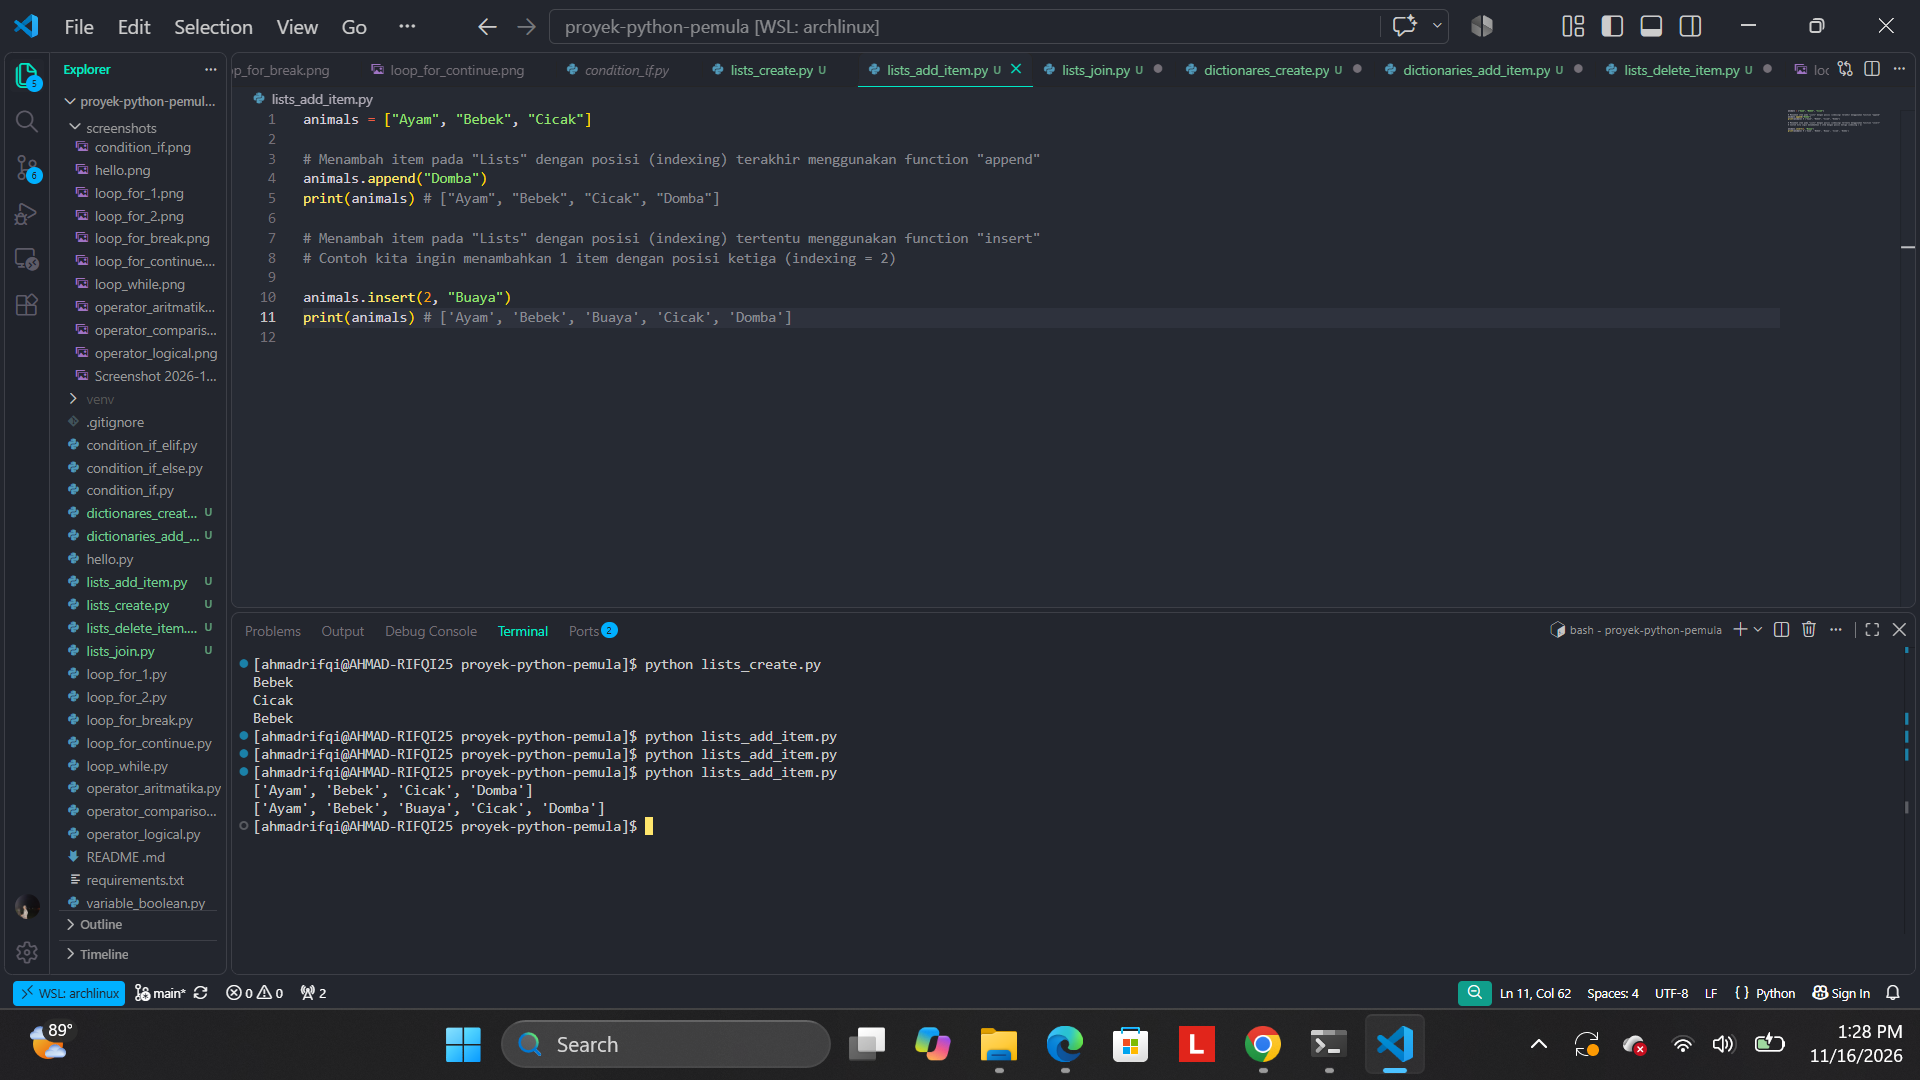 File Edit Selection View Go ··· proyek-python-pemula [WSL: archlinux]
Explorer
op_for_break.png loop_for_continue.png condition_if.py lists_create.py U lists_add_item.py U lists_join.py U dictionares_create.py U dictionaries_add_item.py U lists_delete_item.py U loc
5
6
proyek-python-pemul...
screenshots
condition_if.png
hello.png
loop_for_1.png
loop_for_2.png
loop_for_break.png
loop_for_continue....
loop_while.png
operator_aritmatik...
operator_comparis...
operator_logical.png
Screenshot 2026-1...
venv
.gitignore
condition_if_elif.py
condition_if_else.py
condition_if.py
dictionares_creat... U
dictionaries_add_... U
hello.py
lists_add_item.py U
lists_create.py U
lists_delete_item.... U
lists_join.py U
loop_for_1.py
loop_for_2.py
loop_for_break.py
loop_for_continue.py
loop_while.py
operator_aritmatika.py
operator_compariso...
operator_logical.py
README .md
requirements.txt
variable_boolean.py
Outline
Timeline
lists_add_item.py
1 animals = ["Ayam", "Bebek", "Cicak"]
2
3 # Menambah item pada "Lists" dengan posisi (indexing) terakhir menggunakan function "append"
4 animals.append("Domba")
5 print(animals) # ["Ayam", "Bebek", "Cicak", "Domba"]
6
7 # Menambah item pada "Lists" dengan posisi (indexing) tertentu menggunakan function "insert"
8 # Contoh kita ingin menambahkan 1 item dengan posisi ketiga (indexing = 2)
9
10 animals.insert(2, "Buaya")
11 print(animals) # ['Ayam', 'Bebek', 'Buaya', 'Cicak', 'Domba']
12
Problems Output Debug Console Terminal Ports 2 bash - proyek-python-pemula
[ahmadrifqi@AHMAD-RIFQI25 proyek-python-pemula]$ python lists_create.py
Bebek
Cicak
Bebek
[ahmadrifqi@AHMAD-RIFQI25 proyek-python-pemula]$ python lists_add_item.py
[ahmadrifqi@AHMAD-RIFQI25 proyek-python-pemula]$ python lists_add_item.py
[ahmadrifqi@AHMAD-RIFQI25 proyek-python-pemula]$ python lists_add_item.py
['Ayam', 'Bebek', 'Cicak', 'Domba']
['Ayam', 'Bebek', 'Buaya', 'Cicak', 'Domba']
[ahmadrifqi@AHMAD-RIFQI25 proyek-python-pemula]$
WSL: archlinux main* 0 0 2 Ln 11, Col 62 Spaces: 4 UTF-8 LF { } Python Sign In
89° Search L 1:28 PM
11/16/2026